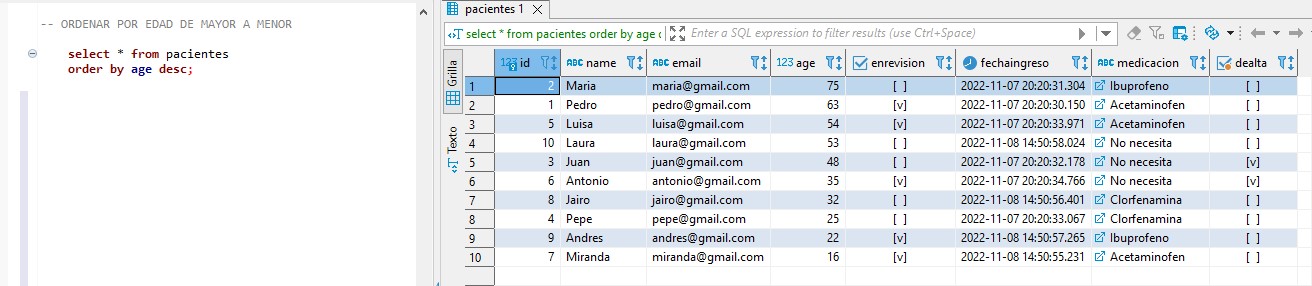 -- ORDENAR POR EDAD DE MAYOR A MENOR
select * from pacientes
order by age desc;
pacientes 1
select * from pacientes order by age
Enter a SQL expression to filter results (use Ctrl+Space)
Grilla
Texto
123 id ABC name ABC email 123 age enrevision fechaingreso ABC medicacion dealta
1 2 Maria maria@gmail.com 75 [ ] 2022-11-07 20:20:31.304 Ibuprofeno [ ]
2 1 Pedro pedro@gmail.com 63 [v] 2022-11-07 20:20:30.150 Acetaminofen [ ]
3 5 Luisa luisa@gmail.com 54 [v] 2022-11-07 20:20:33.971 Acetaminofen [ ]
4 10 Laura laura@gmail.com 53 [ ] 2022-11-08 14:50:58.024 No necesita [ ]
5 3 Juan juan@gmail.com 48 [ ] 2022-11-07 20:20:32.178 No necesita [v]
6 6 Antonio antonio@gmail.com 35 [v] 2022-11-07 20:20:34.766 No necesita [v]
7 8 Jairo jairo@gmail.com 32 [ ] 2022-11-08 14:50:56.401 Clorfenamina [ ]
8 4 Pepe pepe@gmail.com 25 [ ] 2022-11-07 20:20:33.067 Clorfenamina [ ]
9 9 Andres andres@gmail.com 22 [v] 2022-11-08 14:50:57.265 Ibuprofeno [ ]
10 7 Miranda miranda@gmail.com 16 [v] 2022-11-08 14:50:55.231 Acetaminofen [ ]